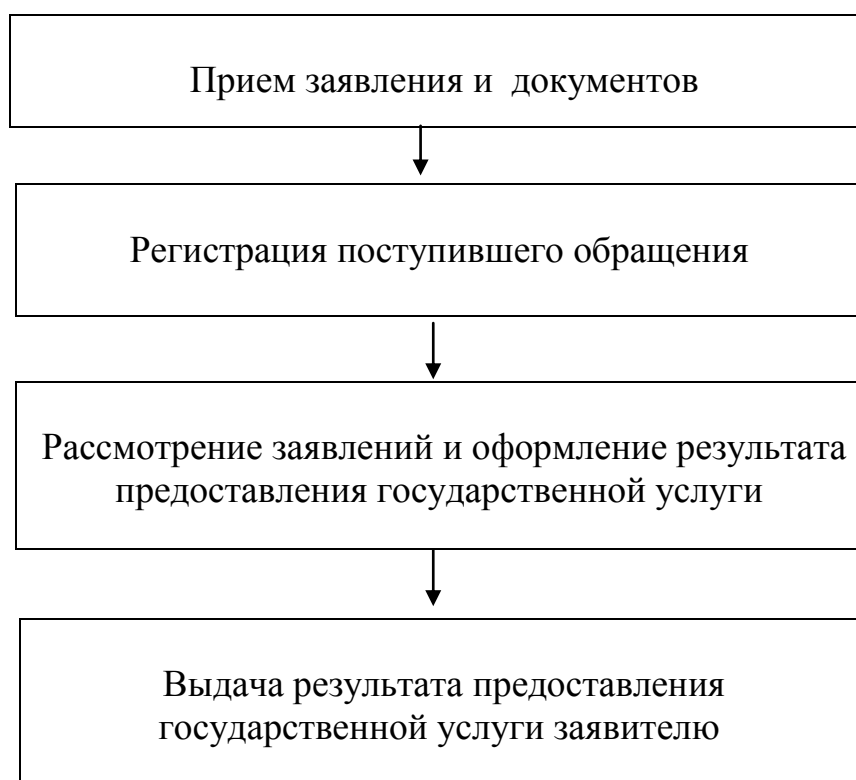 Прием заявления и документов
Регистрация поступившего обращения
Рассмотрение заявлений и оформление результата
предоставления государственной услуги
Выдача результата предоставления
государственной услуги заявителю